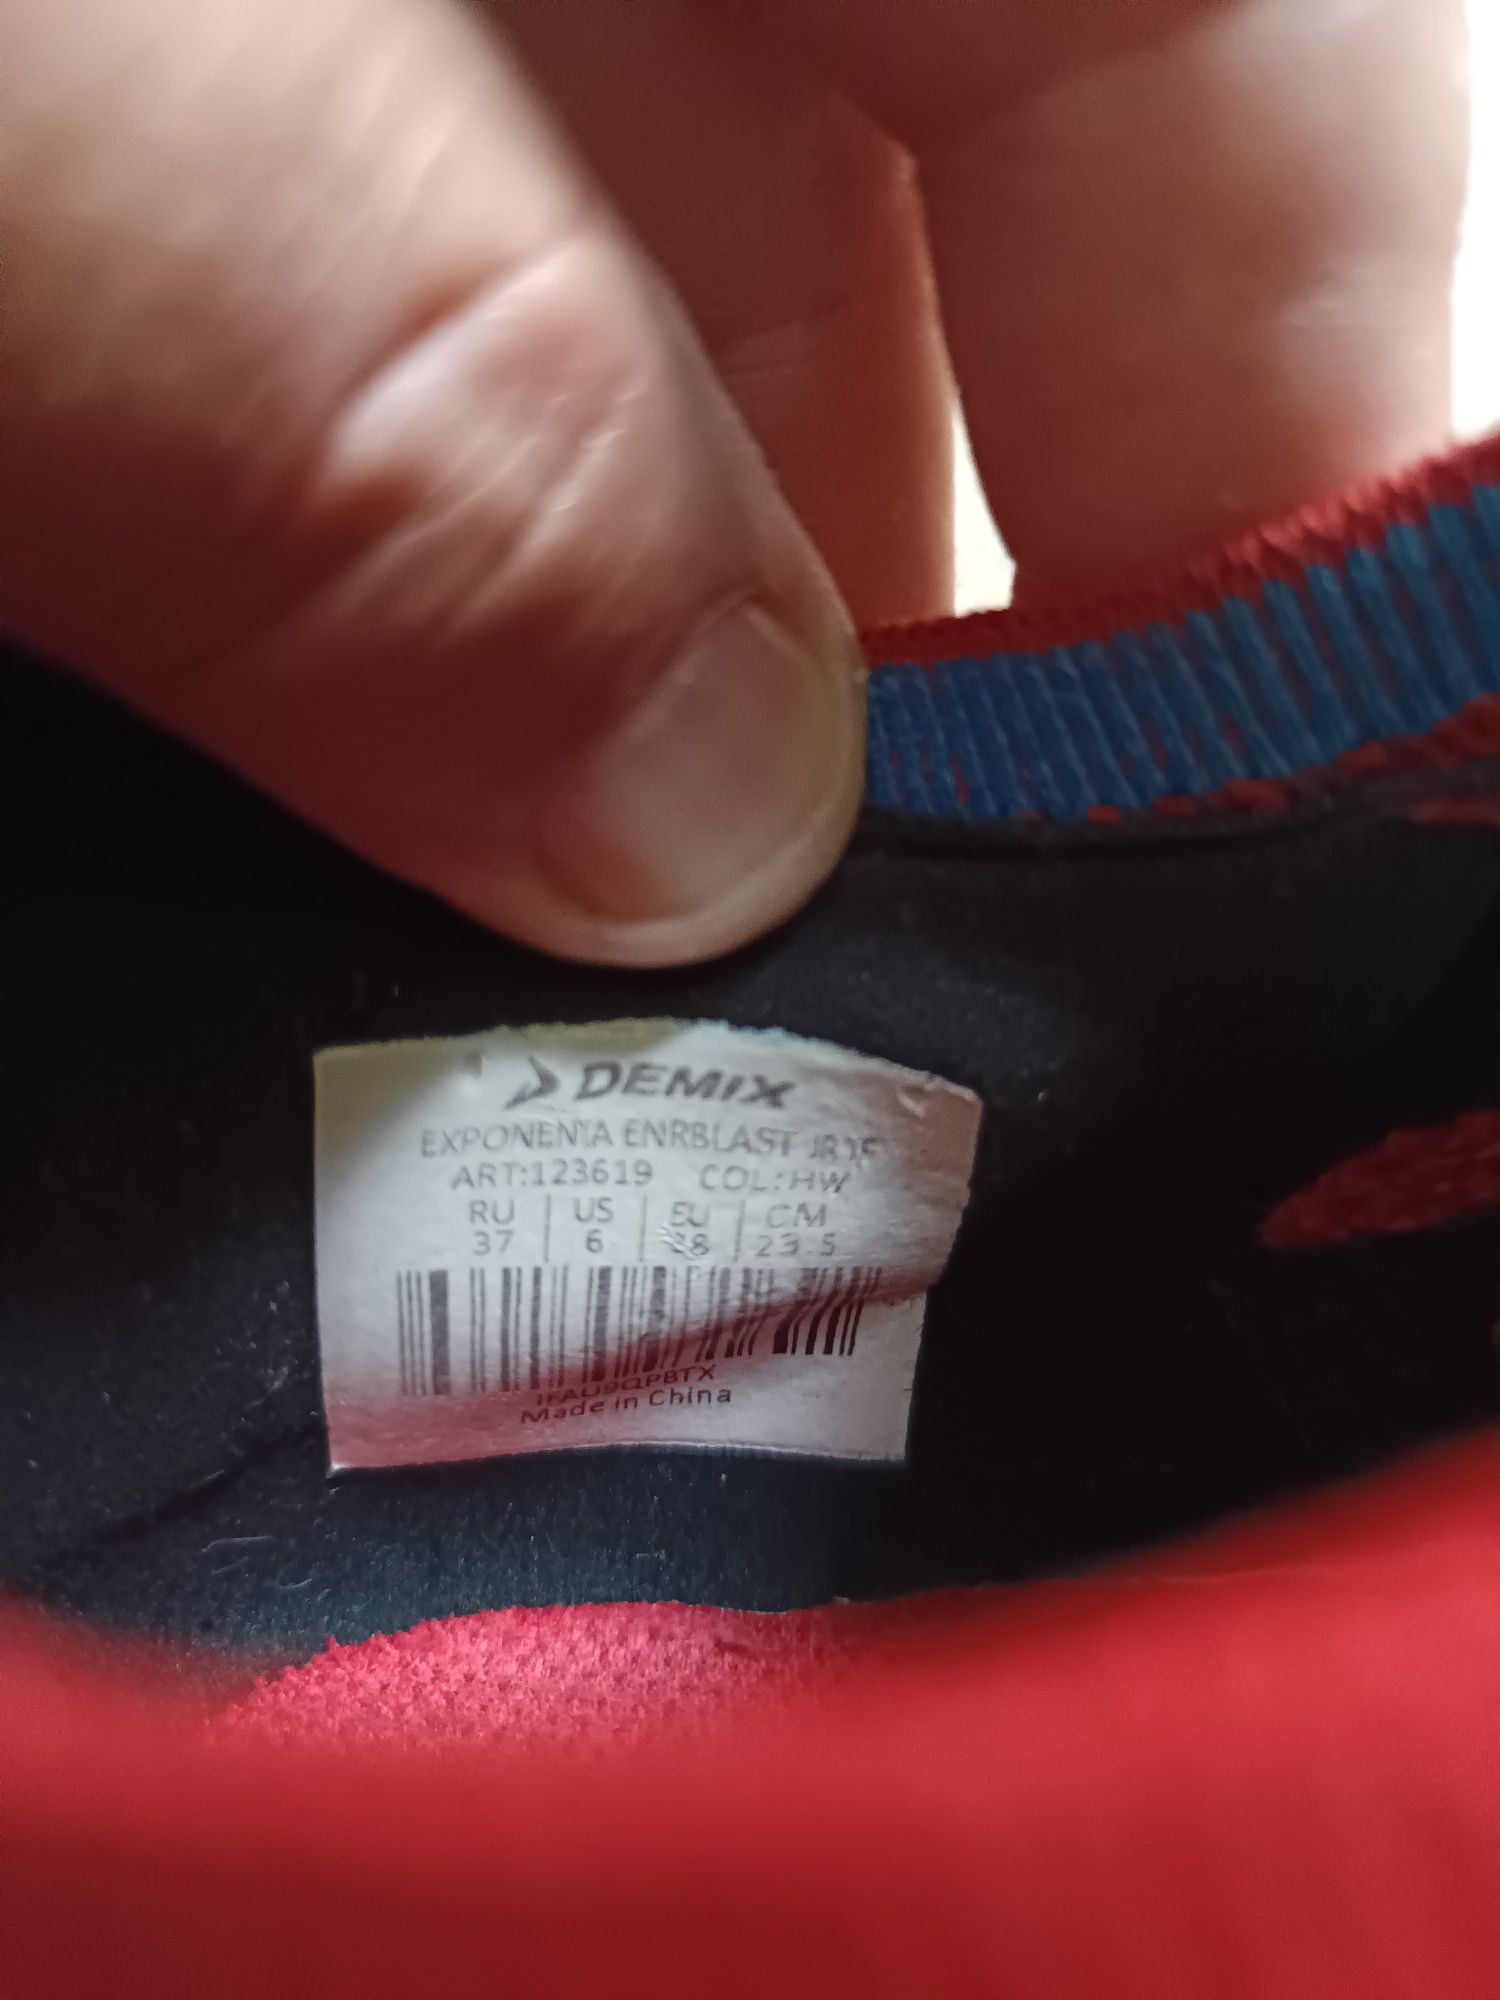 DEMIX
EXPONENTA ENRBLAST
ART:123619 COL:HW
RU US EU CM
37 6 38 23.5
Made in China